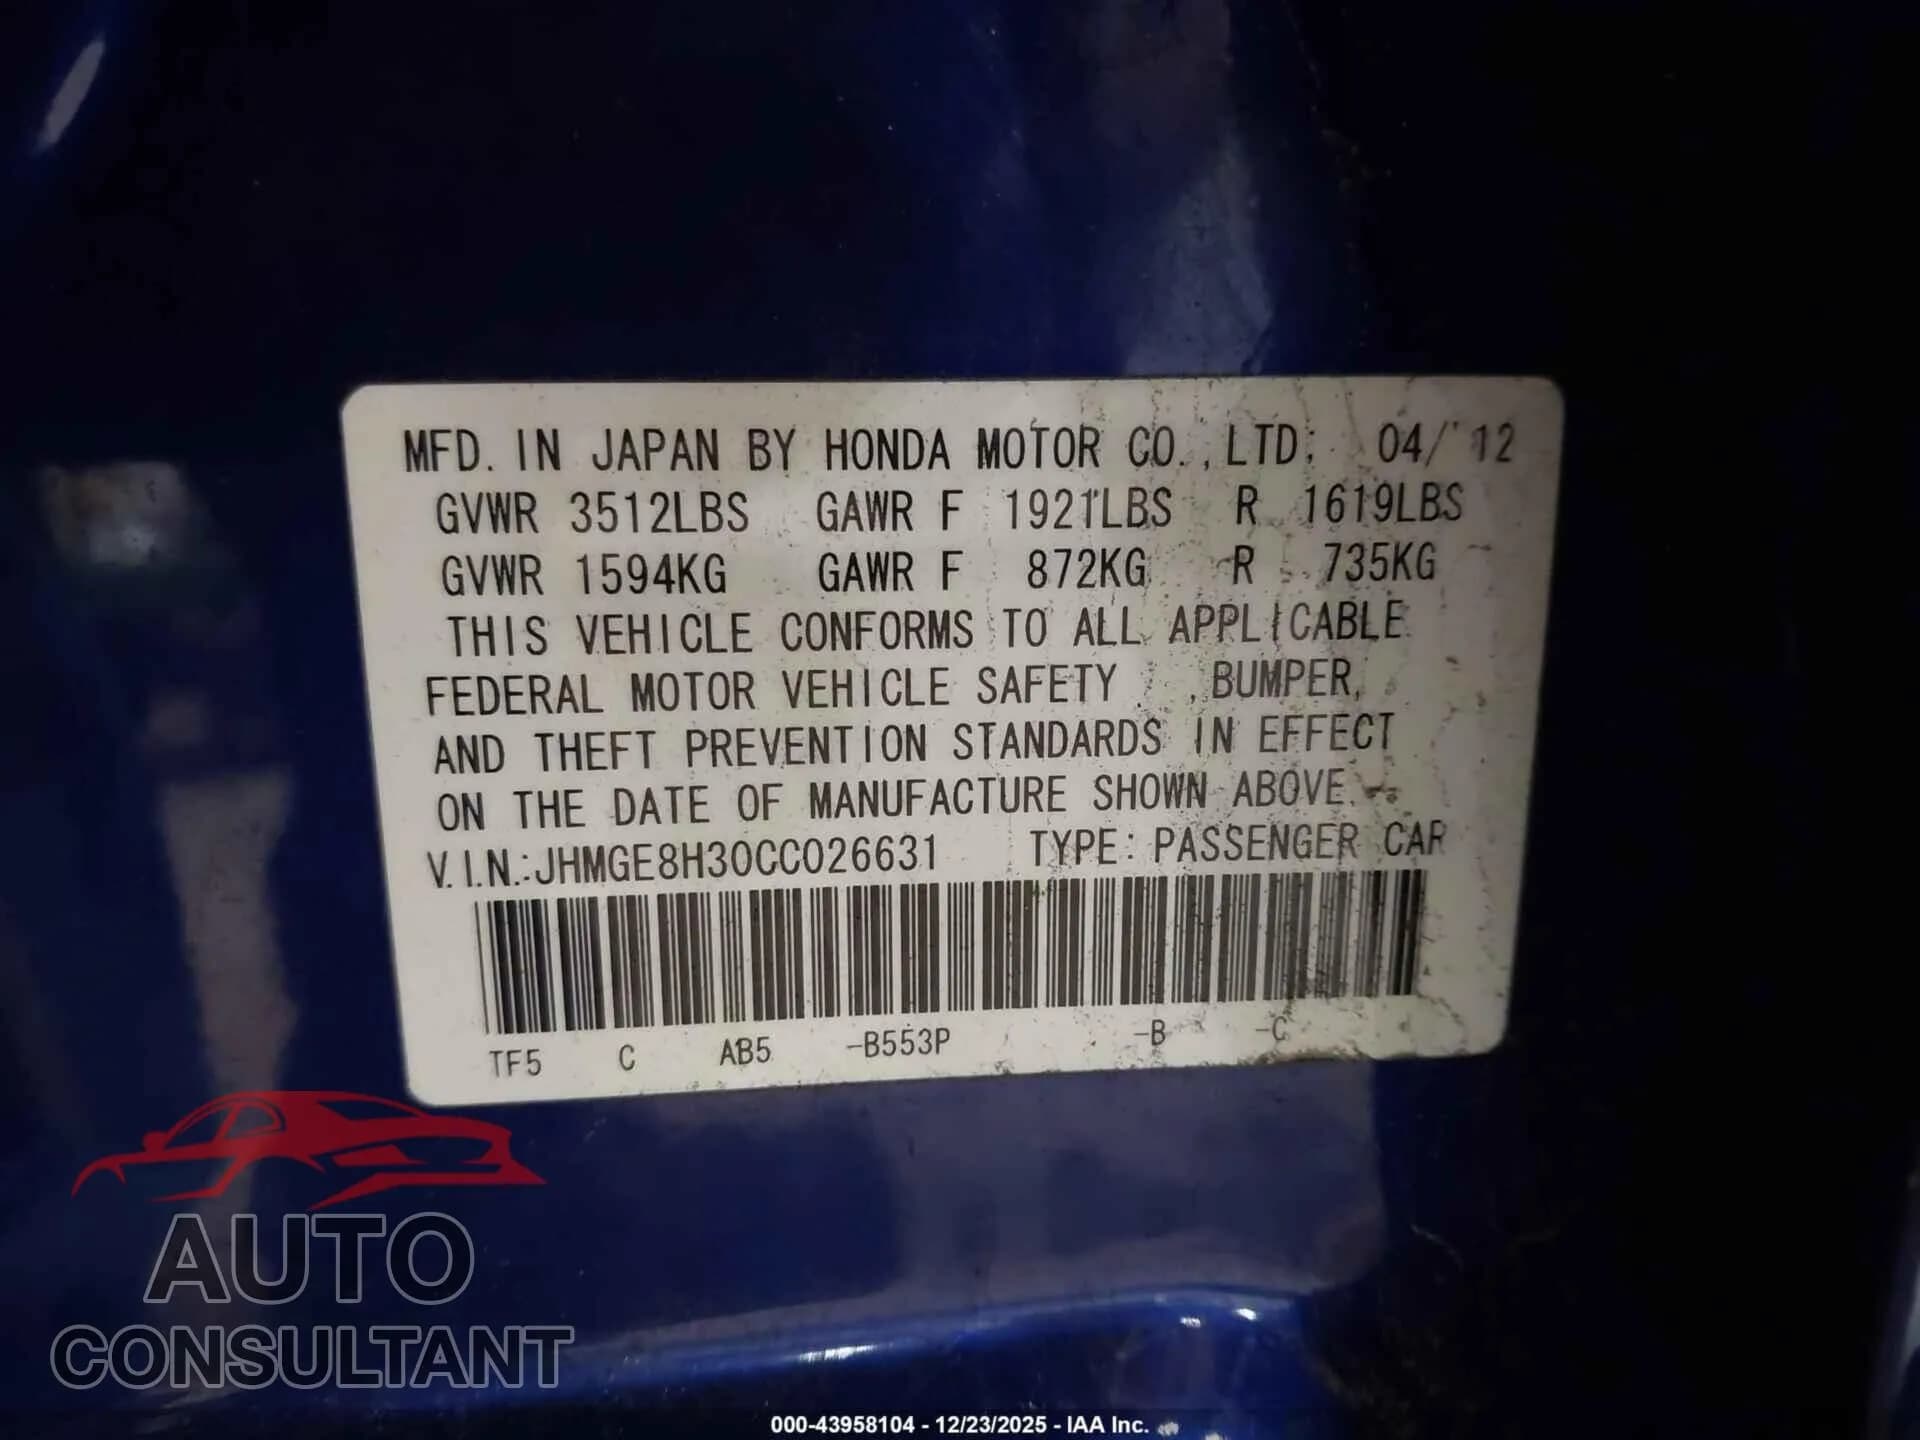 MFD. IN JAPAN BY HONDA MOTOR CO., LTD. 04/'12
GVWR 3512LBS GAWR F 1921LBS R 1619LBS
GVWR 1594KG GAWR F 872KG R 735KG
THIS VEHICLE CONFORMS TO ALL APPLICABLE
FEDERAL MOTOR VEHICLE SAFETY , BUMPER,
AND THEFT PREVENTION STANDARDS IN EFFECT
ON THE DATE OF MANUFACTURE SHOWN ABOVE.
V.I.N.:JHMGE8H30CC026631 TYPE: PASSENGER CAR
TF5 C AB5 -B553P -B -C
AUTO
CONSULTANT
000-43958104 - 12/23/2025 - IAA Inc.